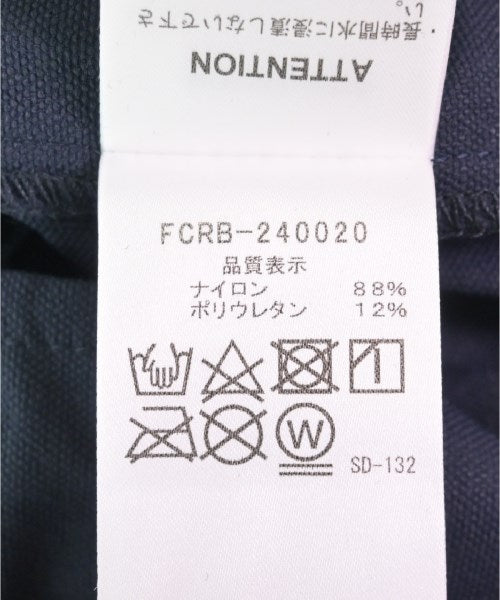 い。
・長時間水に浸漬しないで下さ
ATTENTION
FCRB-240020
品質表示
ナイロン 88%
ポリウレタン 12%
W
SD-132